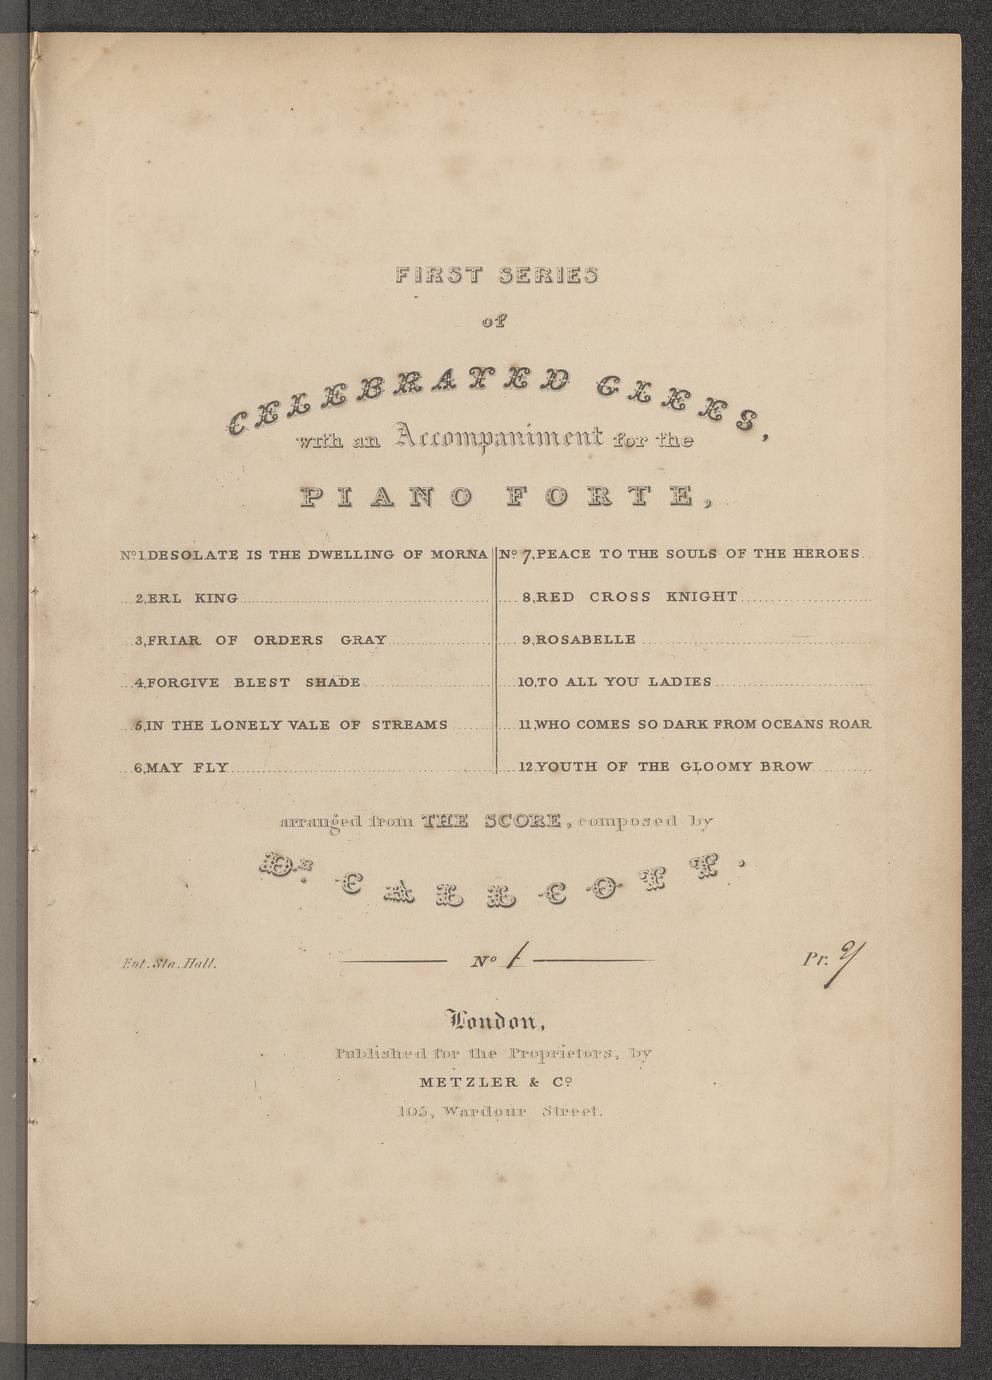 FIRST SERIES
of
CELEBRATED GLEES,
with an Accompaniment for the
PIANO FORTE,
Nº 1, DESOLATE IS THE DWELLING OF MORNA
2, ERL KING
3, FRIAR OF ORDERS GRAY
4, FORGIVE BLEST SHADE
5, IN THE LONELY VALE OF STREAMS
6, MAY FLY
Nº 7, PEACE TO THE SOULS OF THE HEROES
8, RED CROSS KNIGHT
9, ROSABELLE
10, TO ALL YOU LADIES
11, WHO COMES SO DARK FROM OCEANS ROAR
12, YOUTH OF THE GLOOMY BROW
arranged from THE SCORE, composed by
Dr. CALLCOTT.
Ent. Sta. Hall. Nº 1 Pr. 2/
London,
Published for the Proprietors, by
METZLER & Cº
105, Wardour Street.